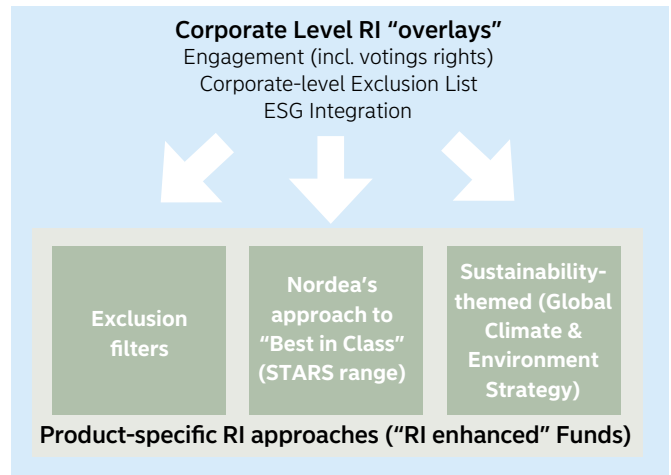 Corporate Level RI “overlays”
Engagement (incl. votings rights)
Corporate-level Exclusion List
ESG Integration
Exclusion
filters
Nordea’s
approach to
“Best in Class”
(STARS range)
Sustainability-
themed (Global
Climate &
Environment
Strategy)
Product-specific RI approaches (“RI enhanced” Funds)